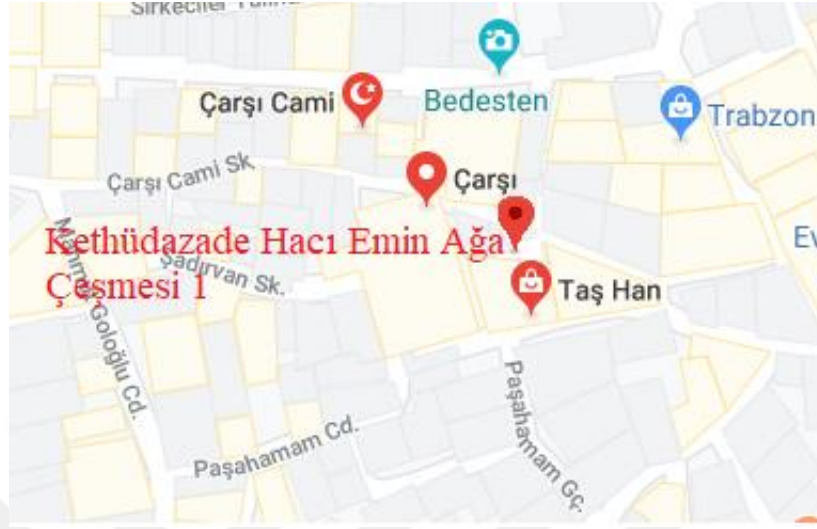 Sirkeciler
Bedesten
Çarşı Cami
Trabzon
Çarşı Cami Sk
Çarşı
Kethüdazade Hacı Emin Ağa
Çeşmesi 1
Şadırvan Sk.
Ev
Taş Han
Mahmut Goloğlu Cd.
Paşahamam Cd.
Paşahamam Gç.